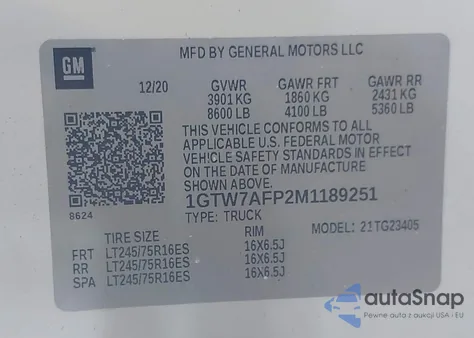 MFD BY GENERAL MOTORS LLC
GM
12/20 GVWR GAWR FRT GAWR RR
3901 KG 1860 KG 2431 KG
8600 LB 4100 LB 5360 LB
THIS VEHICLE CONFORMS TO ALL
APPLICABLE U.S. FEDERAL MOTOR
VEHICLE SAFETY STANDARDS IN EFFECT
ON THE DATE OF MANUFACTURE SHOWN ABOVE.
1GTW7AFP2M1189251
8624
TYPE: TRUCK
MODEL: 21TG23405
TIRE SIZE RIM
FRT LT245/75R16ES 16X6.5J
RR LT245/75R16ES 16X6.5J
SPA LT245/75R16ES 16X6.5J
autoSnap
Pewne auta z aukcji USA i EU